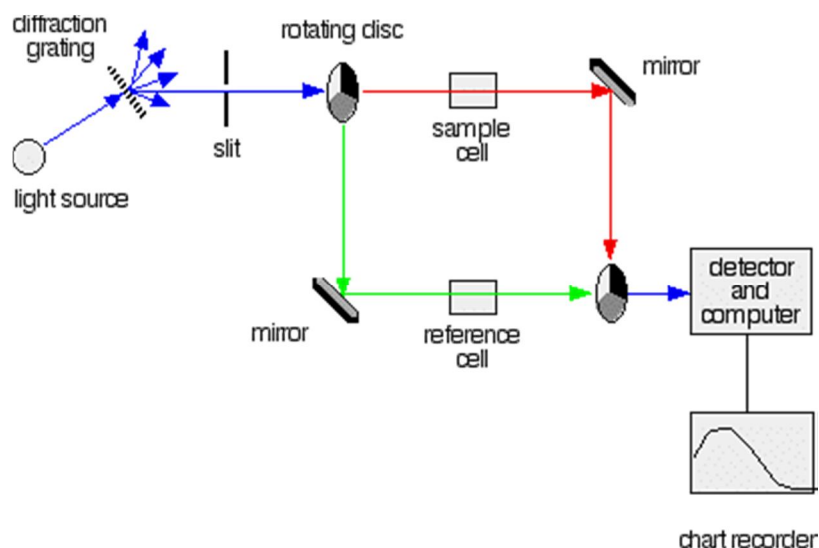 diffraction
grating
rotating disc
mirror
slit
sample
cell
light source
detector
and
computer
mirror
reference
cell
chart recorder